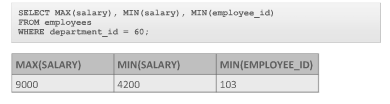 SELECT MAX(salary), MIN(salary), MIN(employee_id)
FROM employees
WHERE department_id = 60;
MAX(SALARY) MIN(SALARY) MIN(EMPLOYEE_ID)
9000 4200 103